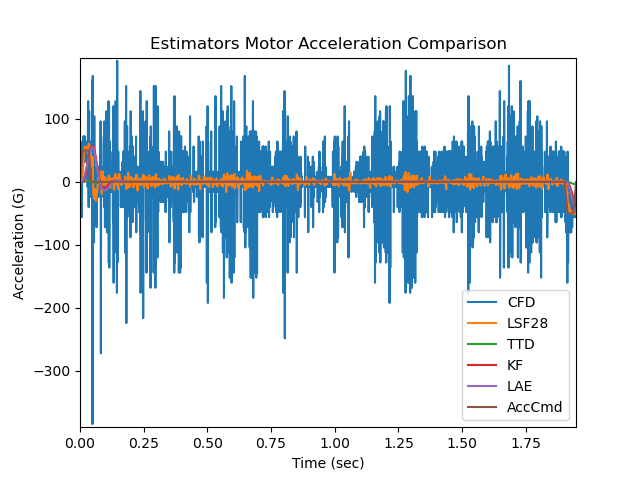 Estimators Motor Acceleration Comparison
100
0
−100
−200
−300
Acceleration (G)
0.00 0.25 0.50 0.75 1.00 1.25 1.50 1.75
Time (sec)
CFD
LSF28
TTD
KF
LAE
AccCmd